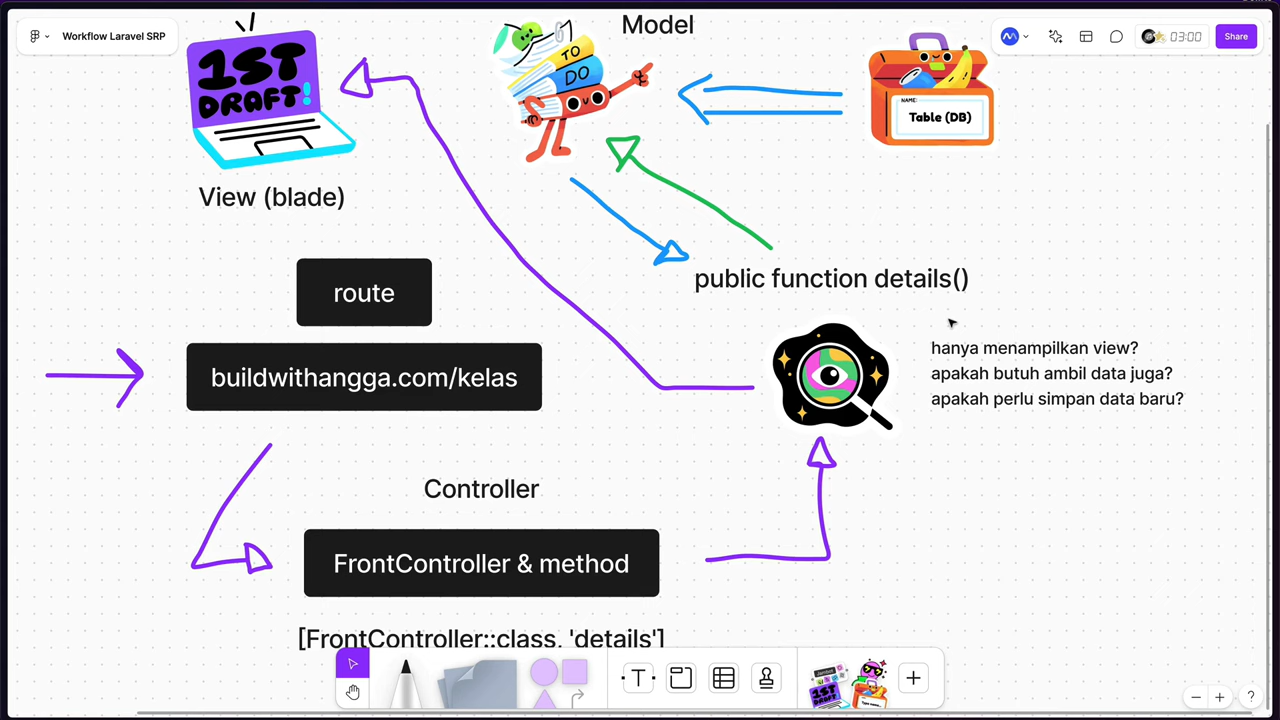 Workflow Laravel SRP
Model
03:00
Share
1ST
DRAFT!
TO
DO
NAME:
Table (DB)
View (blade)
route
public function details()
buildwithangga.com/kelas
hanya menampilkan view?
apakah butuh ambil data juga?
apakah perlu simpan data baru?
Controller
FrontController & method
[FrontController::class, 'details']
T
1ST
DRAFT
?